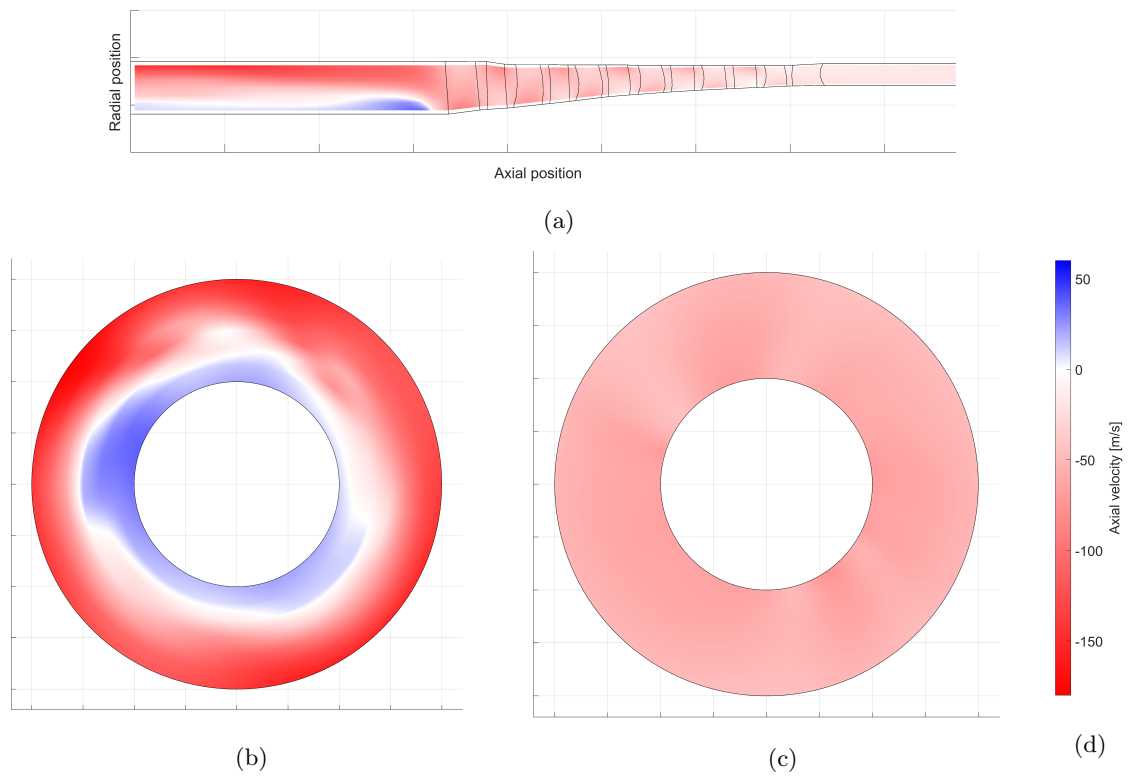 Radial position
Axial position
(a)
50
0
-50
-100
-150
Axial velocity [m/s]
(b)
(c)
(d)